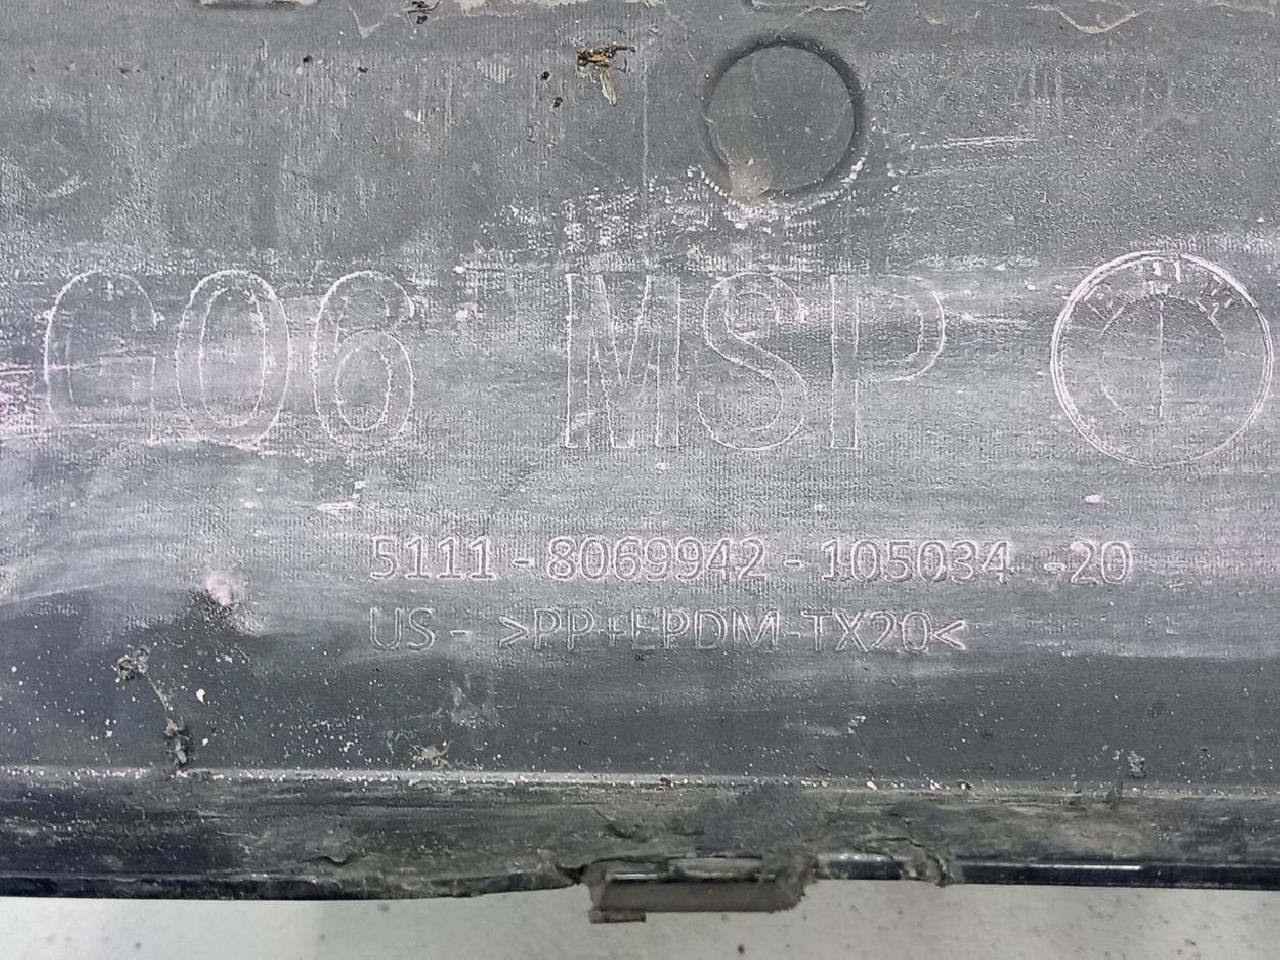 G06 MSP
5111-8069942-105034 -20
US- >PP+EPDM-TX20<